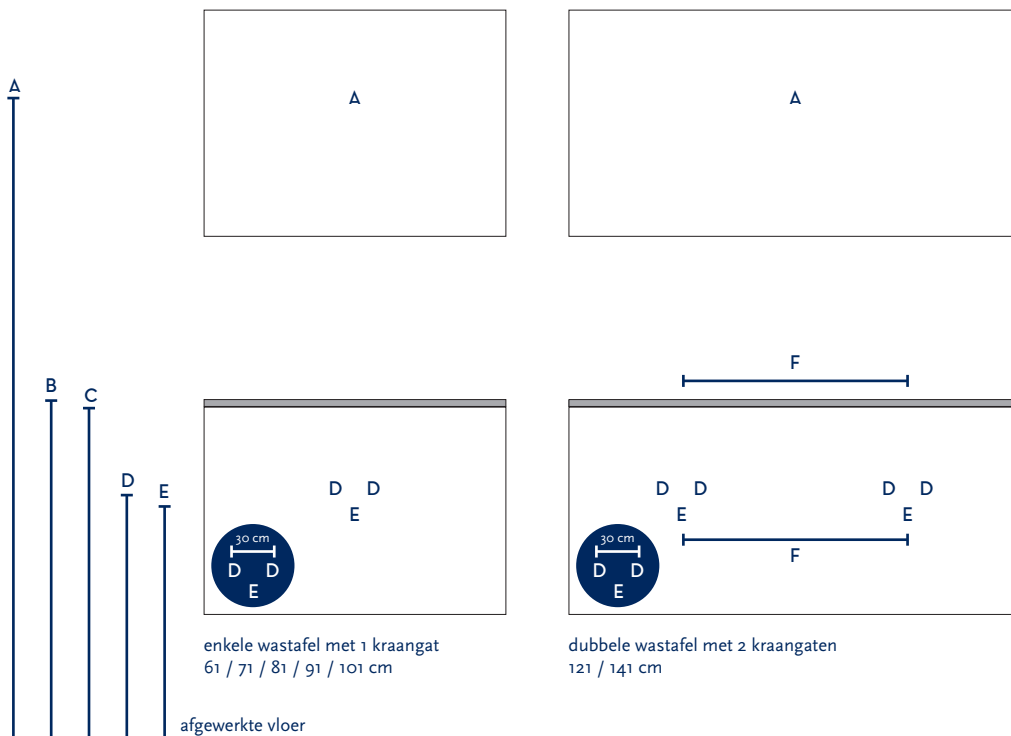 A
A
A
F
B
C
D
E
D D
E
30 cm
D D
E
D D
E
D D
E
F
30 cm
D D
E
enkele wastafel met 1 kraangat
61 / 71 / 81 / 91 / 101 cm
dubbele wastafel met 2 kraangaten
121 / 141 cm
afgewerkte vloer